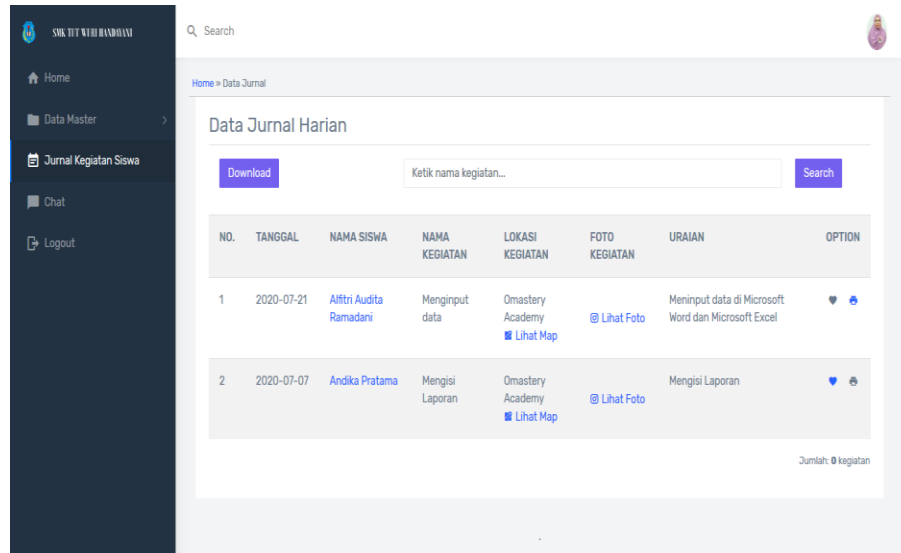 SMK TUT WURI HANDAYANI
Search
Home
Data Master
Jurnal Kegiatan Siswa
Chat
Logout
Home » Data Jurnal
Data Jurnal Harian
Download
Ketik nama kegiatan...
Search
NO. TANGGAL NAMA SISWA NAMA LOKASI FOTO URAIAN OPTION
KEGIATAN KEGIATAN KEGIATAN
1 2020-07-21 Alfitri Audita Menginput Omastery Meninput data di Microsoft
Ramadani data Academy Lihat Foto Word dan Microsoft Excel
Lihat Map
2 2020-07-07 Andika Pratama Mengisi Omastery Mengisi Laporan
Laporan Academy Lihat Foto
Lihat Map
Jumlah: 0 kegiatan